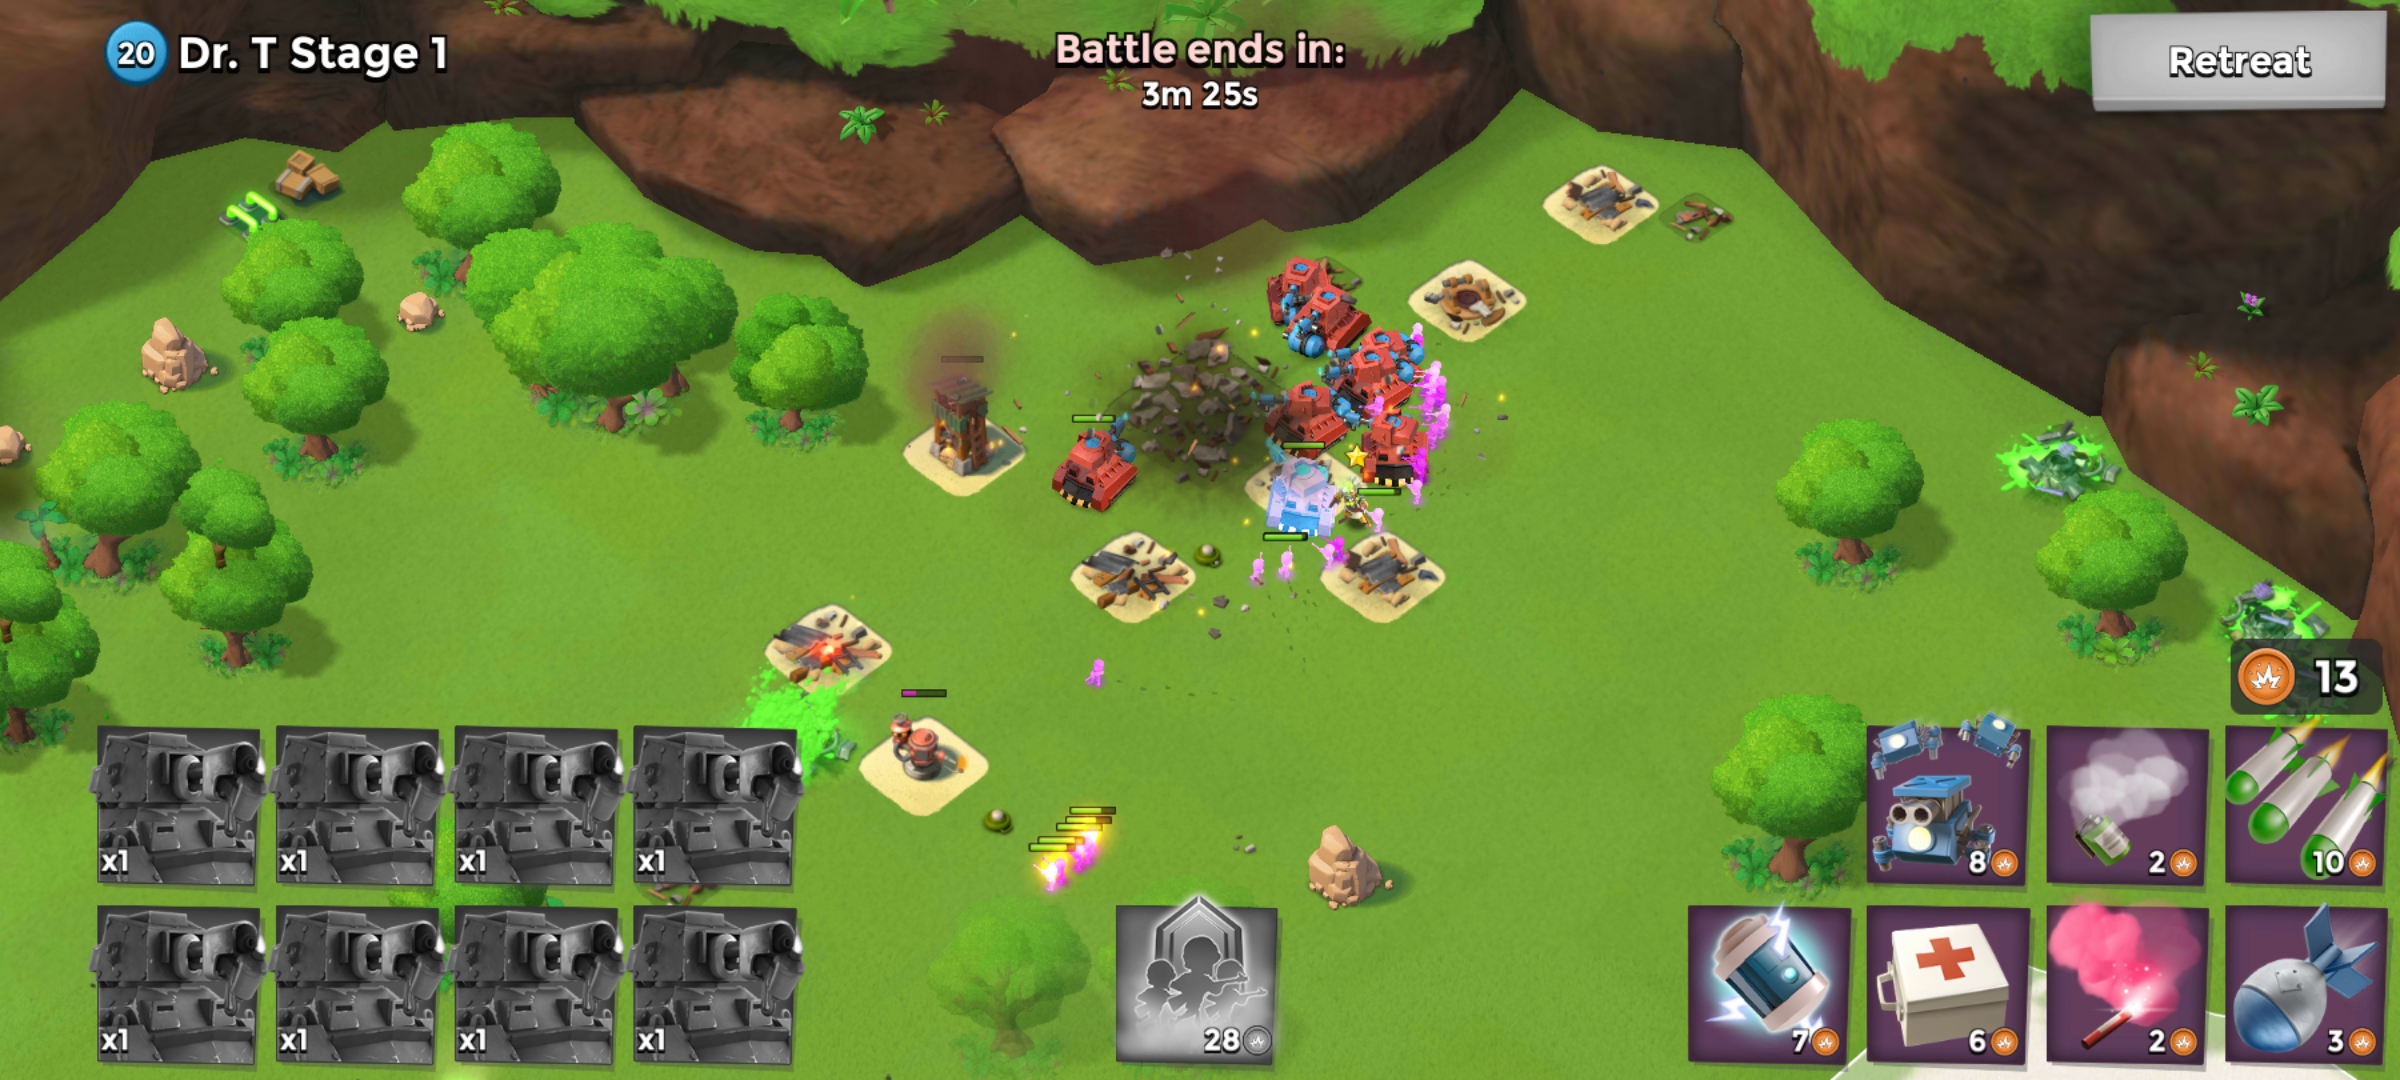 20 Dr. T Stage 1
Battle ends in:
3m 25s
Retreat
13
x1 x1 x1 x1
8 2 10
x1 x1 x1 x1
28
7 6 2 3